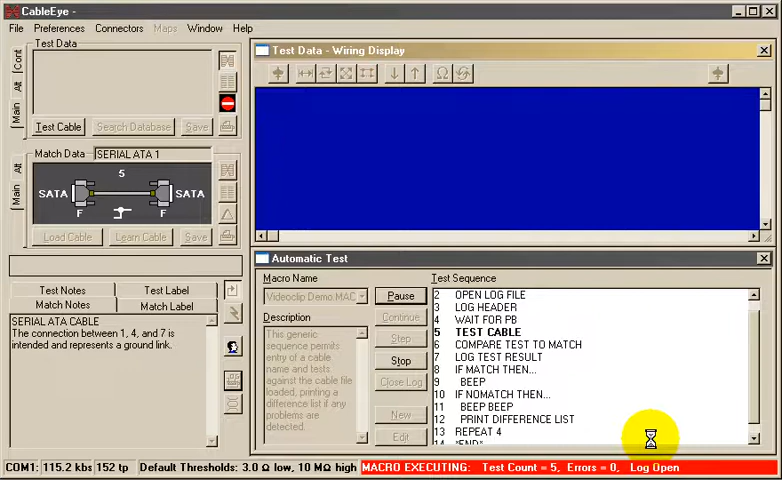 CableEye -
File Preferences Connectors Maps Window Help
Test Data
Cont
Alt
Main
Test Cable Search Database Save
Match Data SERIAL ATA 1
Alt
Main
5
SATA SATA
F F
Load Cable Learn Cable Save
Test Notes Test Label
Match Notes Match Label
SERIAL ATA CABLE
The connection between 1, 4, and 7 is
intended and represents a ground link.
Test Data - Wiring Display
Ω
Automatic Test
Macro Name
Videoclip Demo.MAC
Description
This generic
sequence permits
entry of a cable
name and tests
against the cable file
loaded, printing a
difference list if any
problems are
detected.
Pause
Continue
Step
Stop
Close Log
New
Edit
Test Sequence
2 OPEN LOG FILE
3 LOG HEADER
4 WAIT FOR PB
5 TEST CABLE
6 COMPARE TEST TO MATCH
7 LOG TEST RESULT
8 IF MATCH THEN...
9 BEEP
10 IF NOMATCH THEN...
11 BEEP BEEP
12 PRINT DIFFERENCE LIST
13 REPEAT 4
14 *END*
COM1: 115.2 kbs 152 tp Default Thresholds: 3.0 Ω low, 10 MΩ high MACRO EXECUTING: Test Count = 5, Errors = 0, Log Open